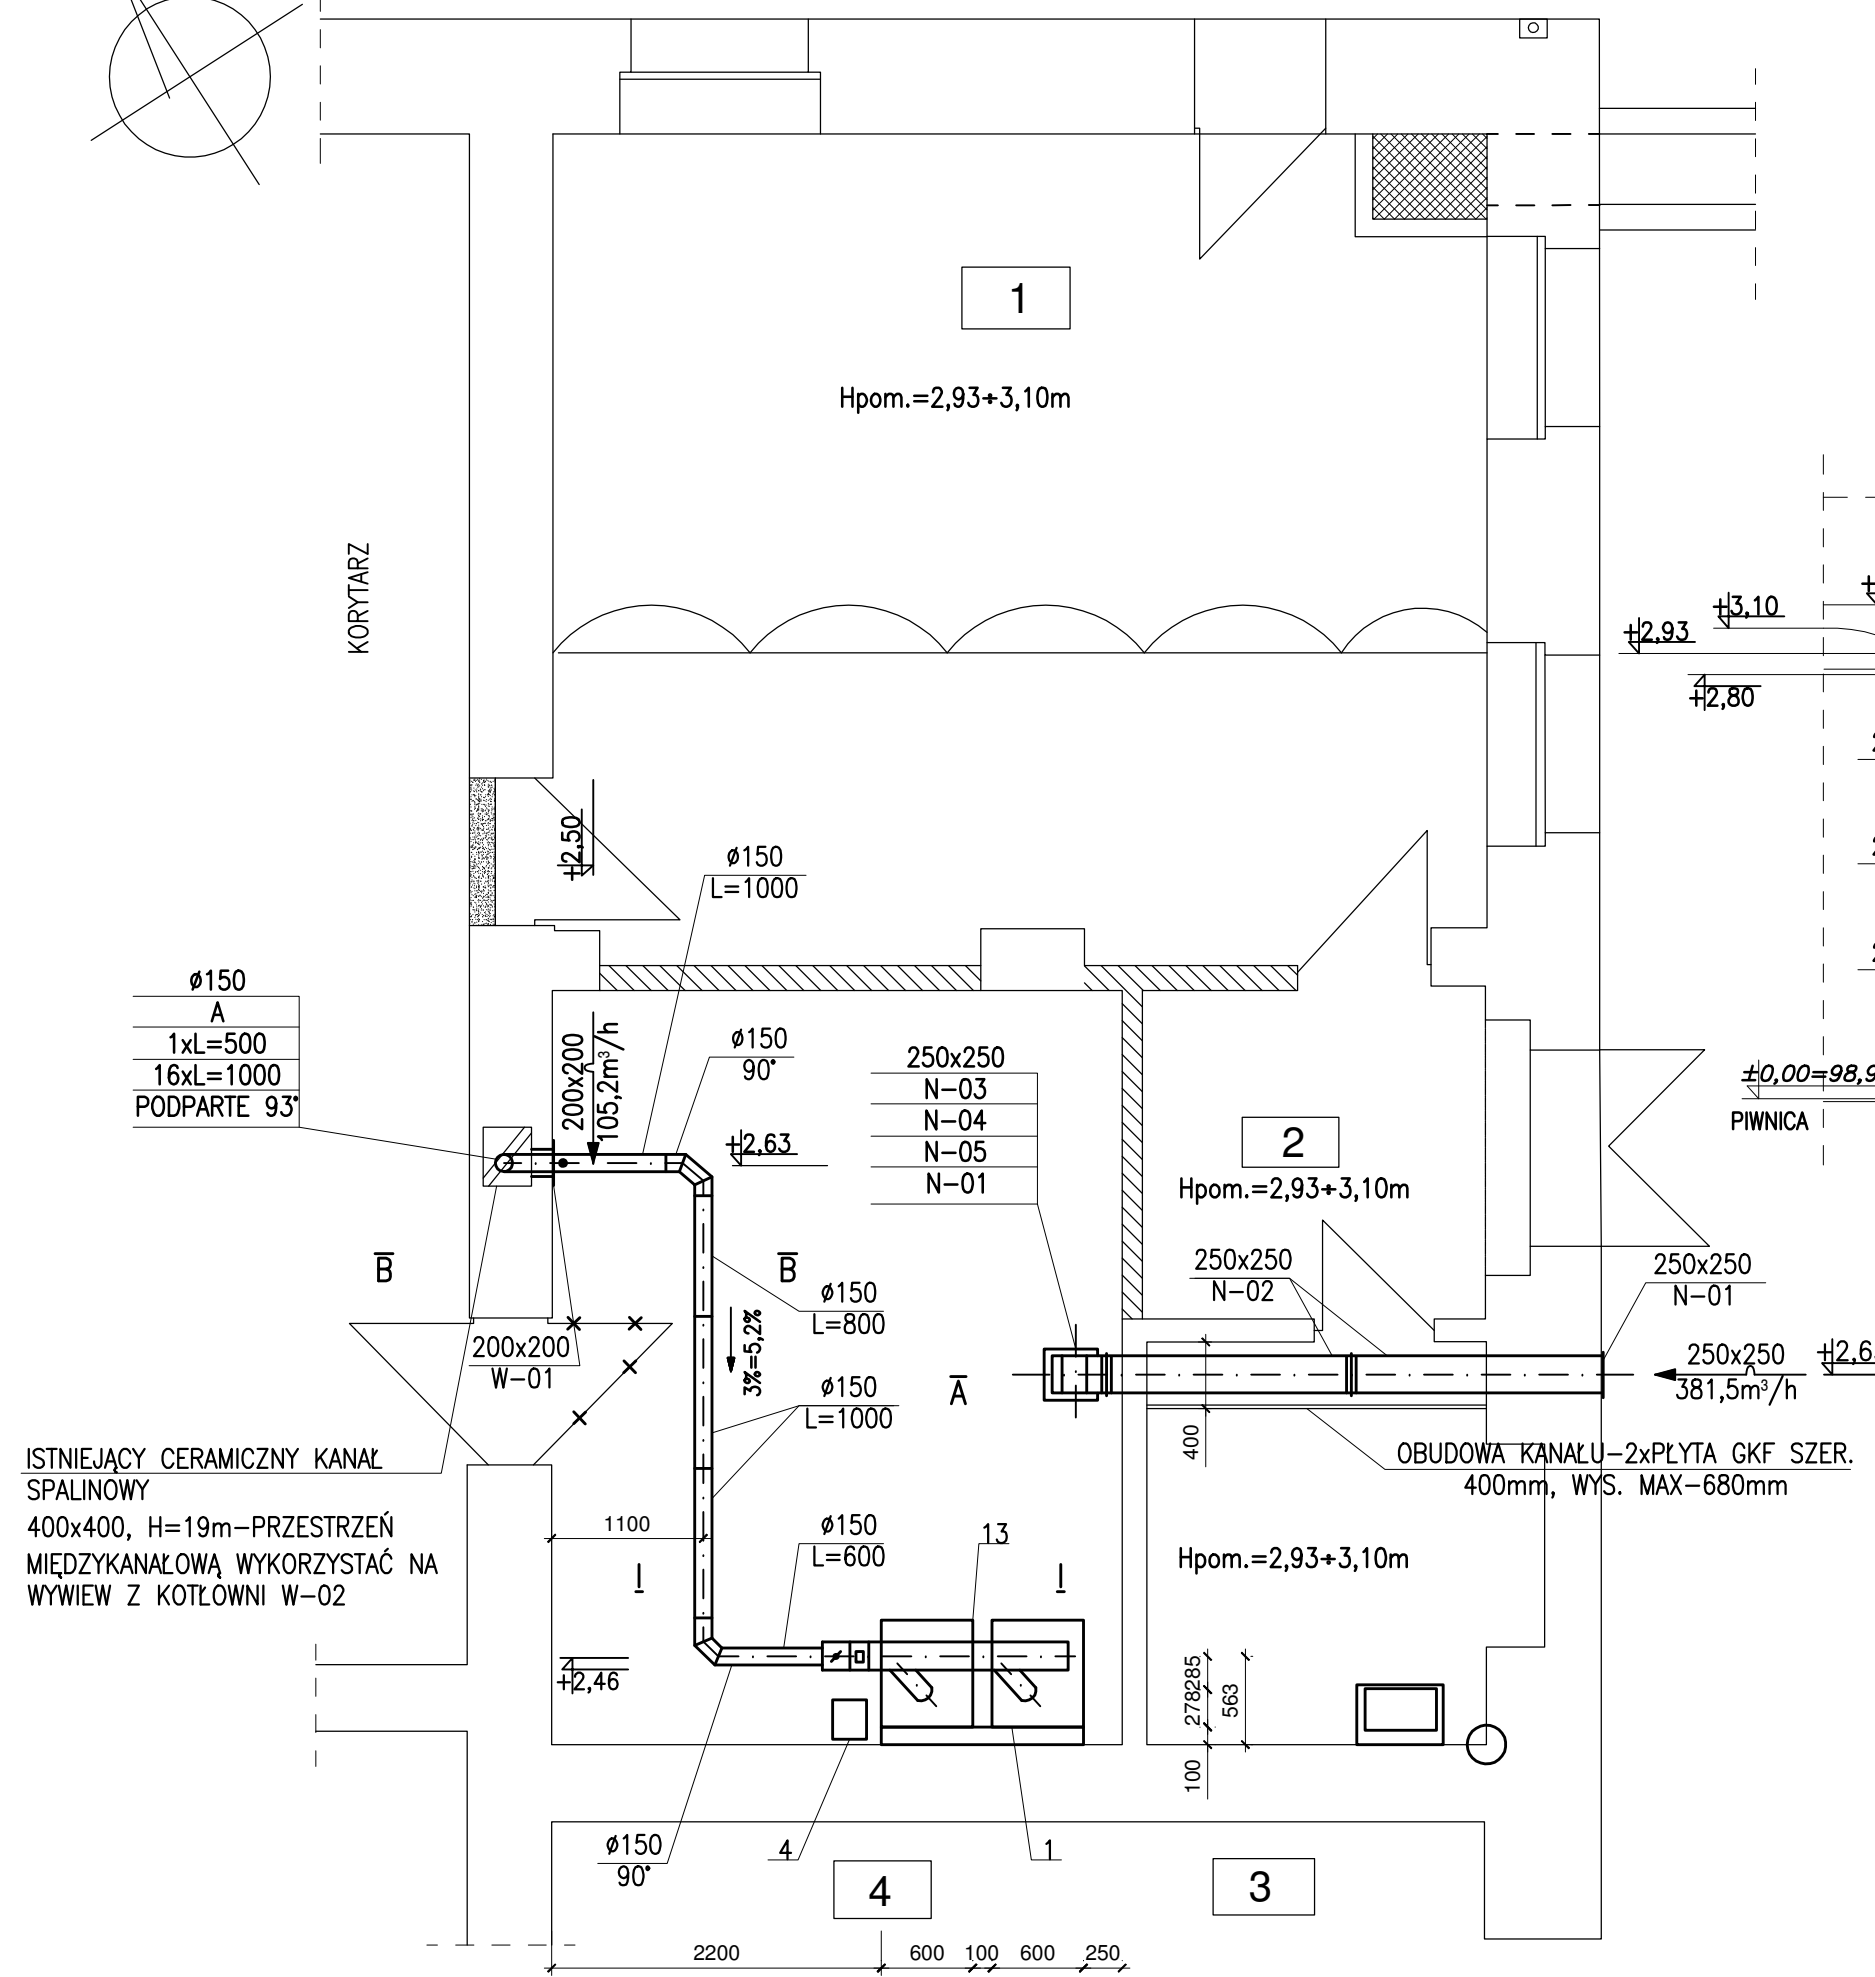 1
Hpom.=2,93÷3,10m
KORYTARZ
+3,10
+2,93
+2,80
+2,50
ø150
L=1000
ø150
A
1xL=500
16xL=1000
PODPARTE 93°
200x200
105,2m³/h
ø150
90°
+2,63
250x250
N-03
N-04
N-05
N-01
2
Hpom.=2,93÷3,10m
±0,00=98,9
PIWNICA
B
B
ø150
L=800
3%=5,2%
250x250
N-02
250x250
N-01
200x200
W-01
A
250x250
381,5m³/h
ø150
L=1000
400
ISTNIEJĄCY CERAMICZNY KANAŁ
SPALINOWY
400x400, H=19m-PRZESTRZEŃ
MIĘDZYKANAŁOWĄ WYKORZYSTAĆ NA
WYWIEW Z KOTŁOWNI W-02
OBUDOWA KANAŁU-2xPŁYTA GKF SZER.
400mm, WYS. MAX-680mm
1100
ø150
L=600
13
I
I
Hpom.=2,93÷3,10m
+2,46
285
278
563
100
ø150
90°
4
1
4
3
2200
600
100
600
250